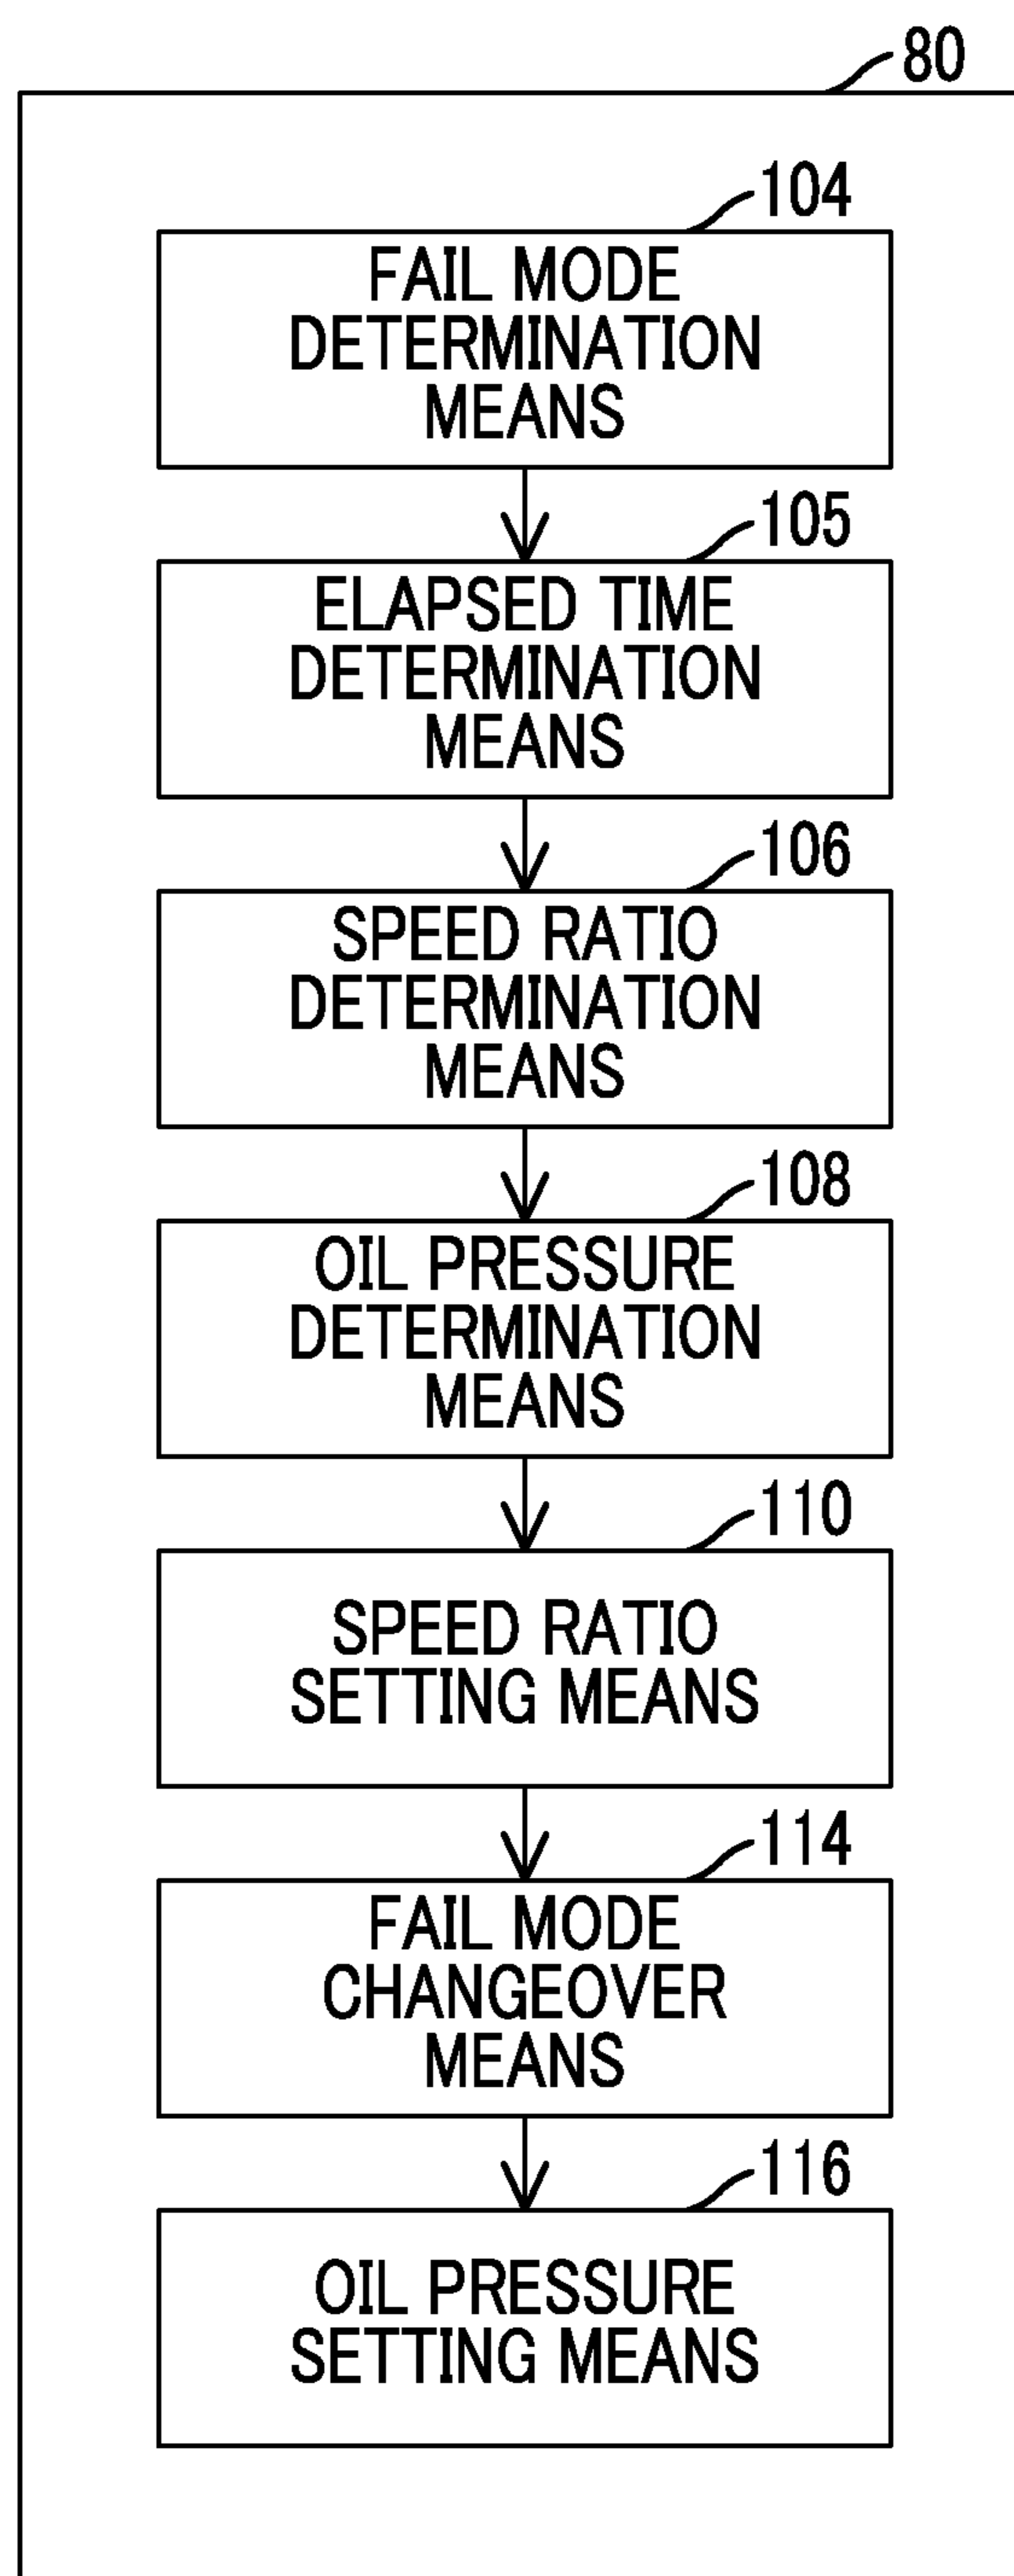 80
104
FAIL MODE
DETERMINATION
MEANS
105
ELAPSED TIME
DETERMINATION
MEANS
106
SPEED RATIO
DETERMINATION
MEANS
108
OIL PRESSURE
DETERMINATION
MEANS
110
SPEED RATIO
SETTING MEANS
114
FAIL MODE
CHANGEOVER
MEANS
116
OIL PRESSURE
SETTING MEANS